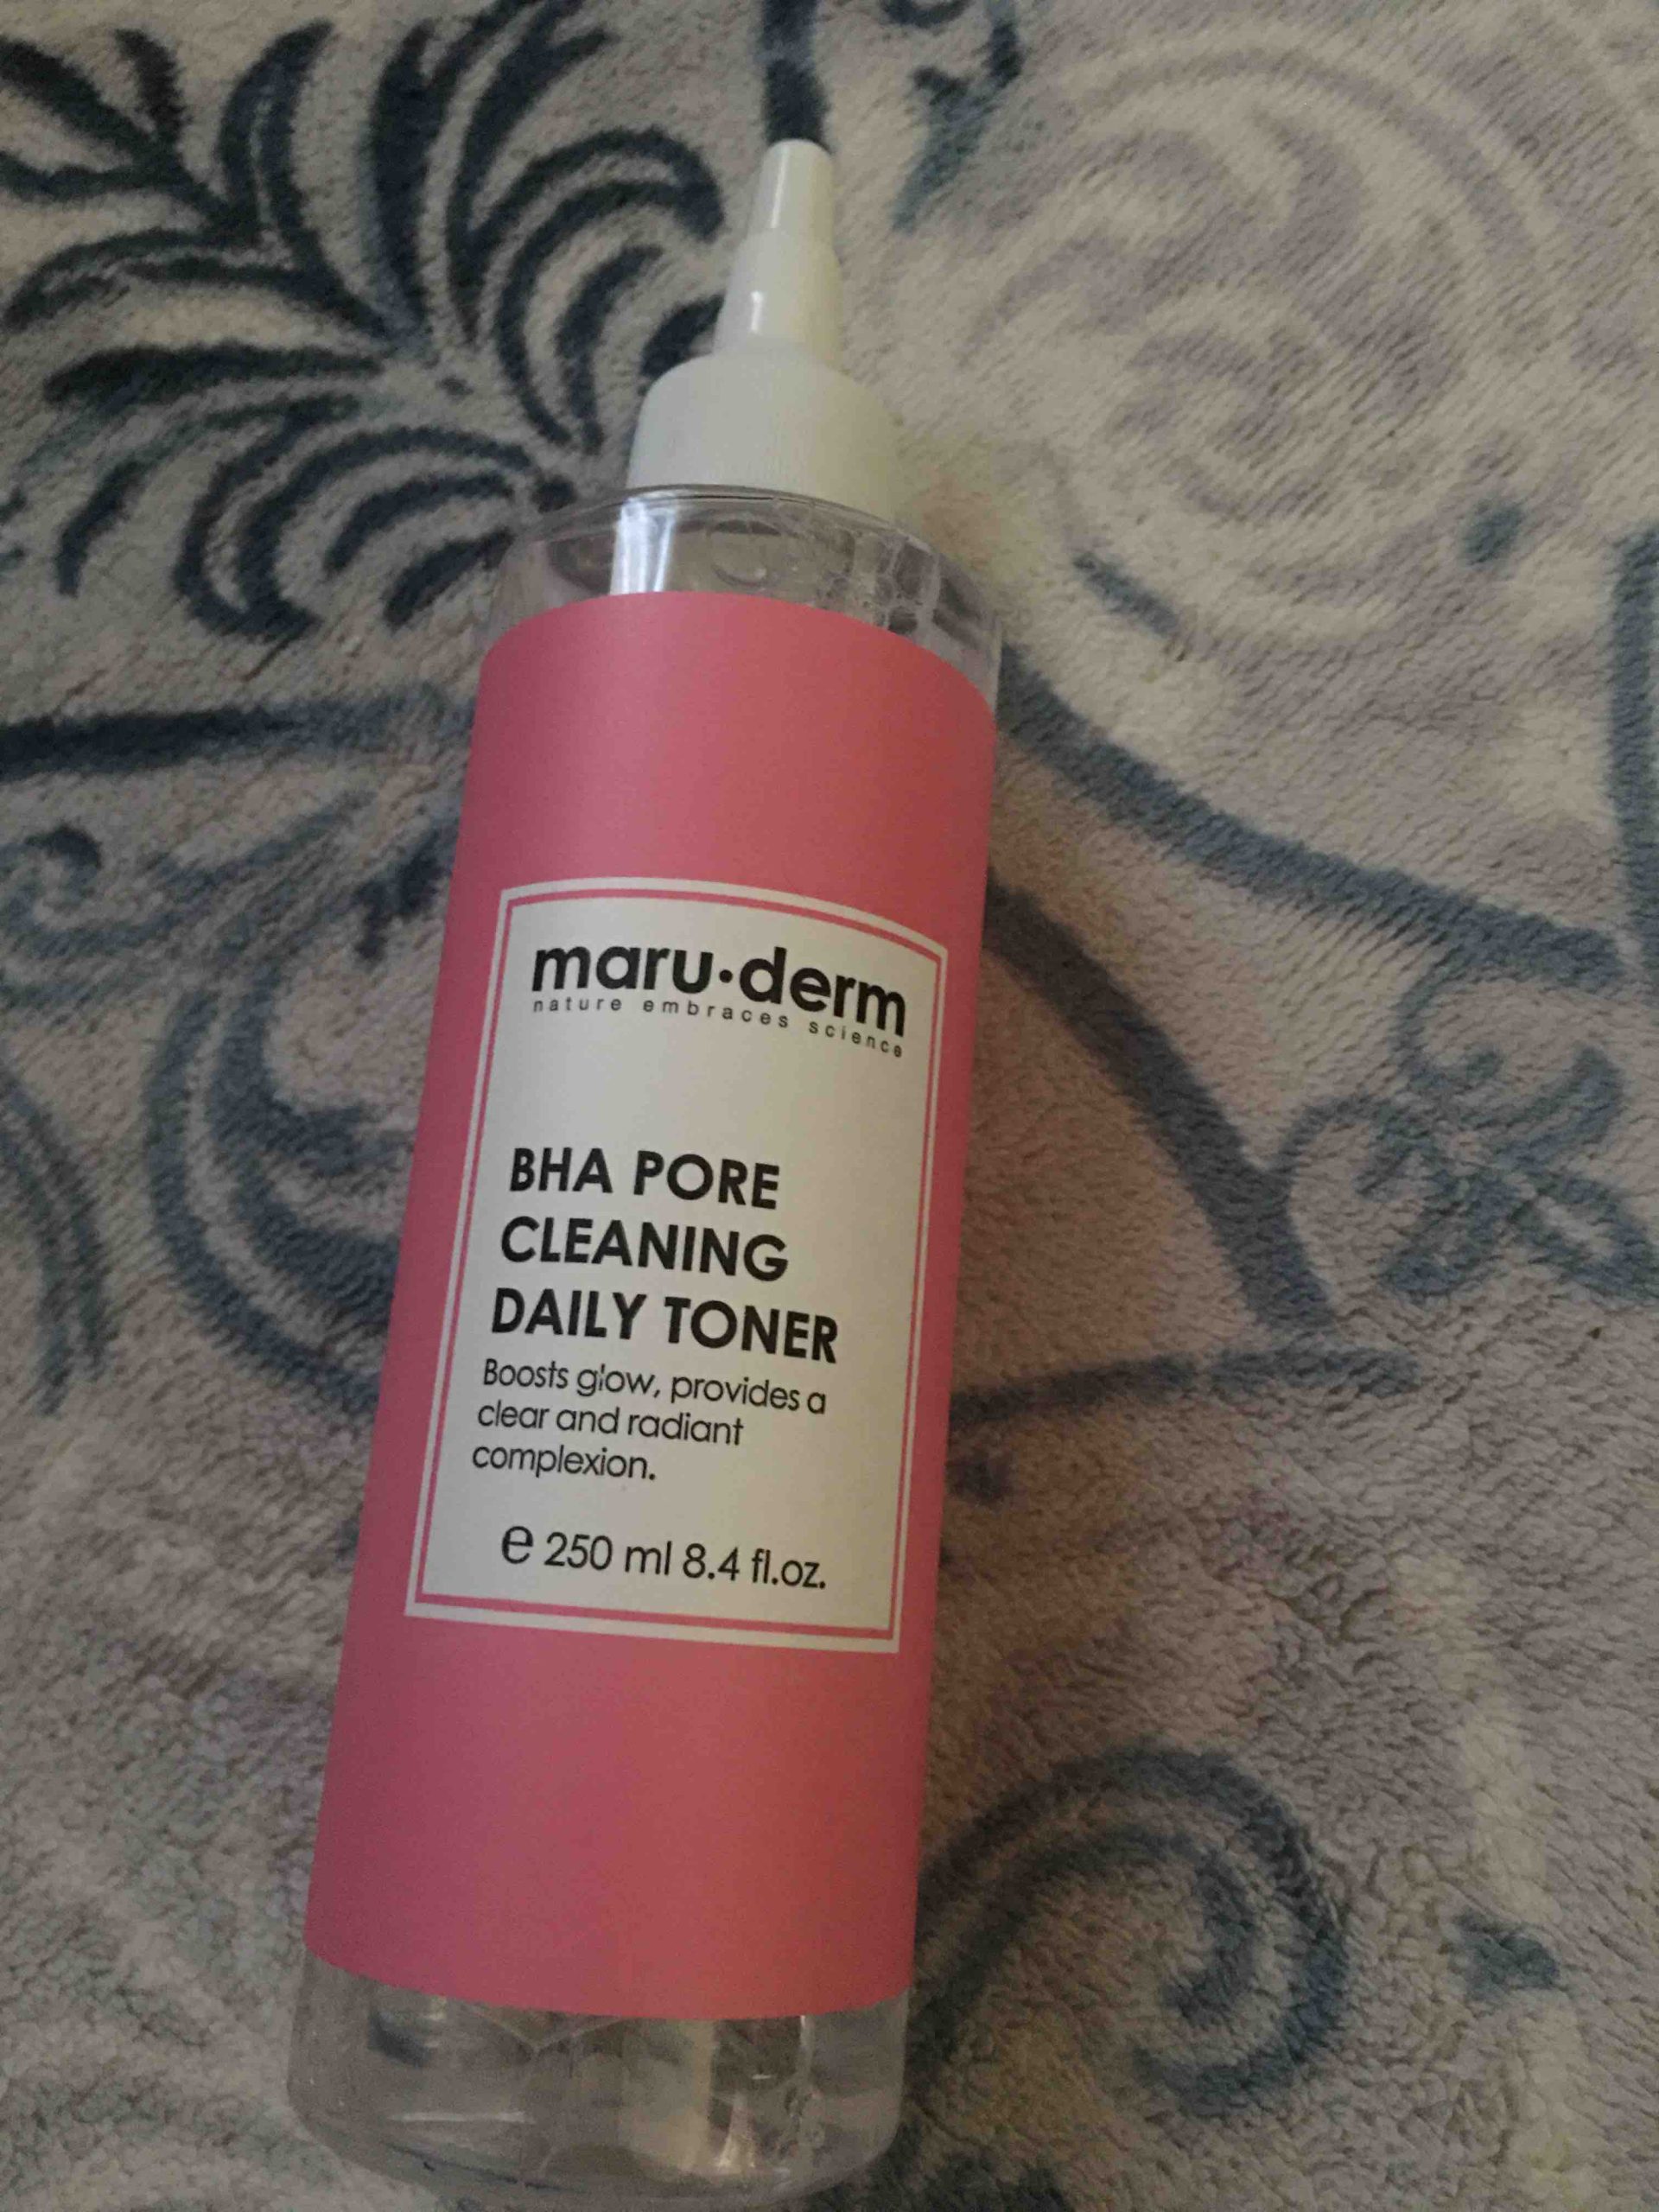 maru·derm
nature embraces science
BHA PORE
CLEANING
DAILY TONER
Boosts glow, provides a
clear and radiant
complexion.
e 250 ml 8.4 fl.oz.